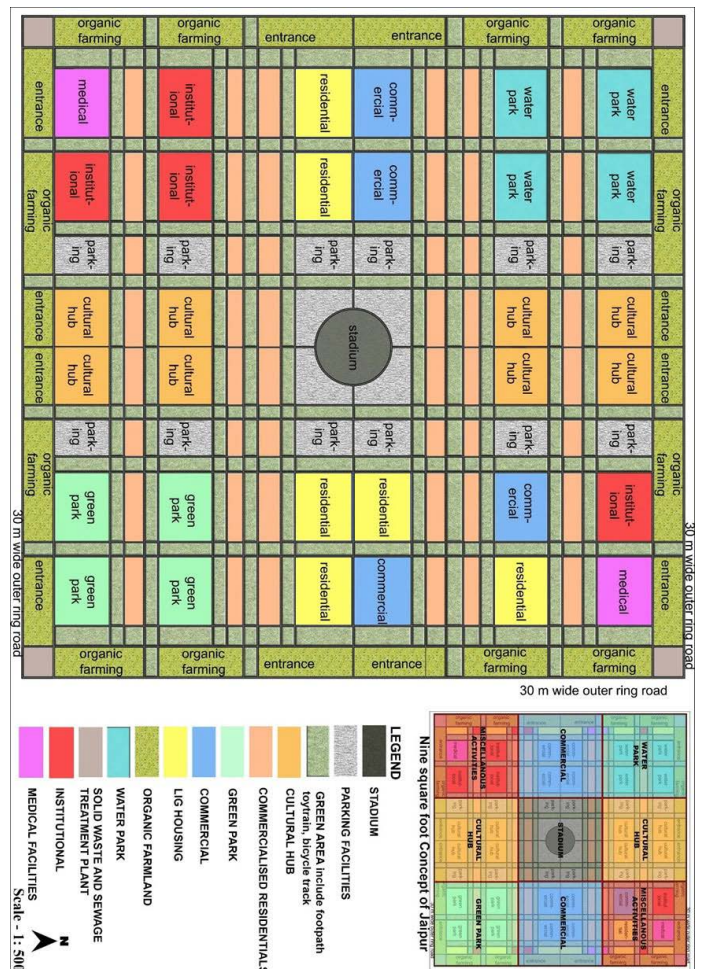 organic
farming
organic
farming
entrance
entrance
organic
farming
organic
farming
entrance
medical
institut-
ional
residential
comm-
ercial
water
park
water
park
entrance
organic
farming
institut-
ional
institut-
ional
residential
comm-
ercial
water
park
water
park
organic
farming
park-
ing
park-
ing
park-
ing
park-
ing
park-
ing
park-
ing
entrance
cultural
hub
cultural
hub
stadium
cultural
hub
cultural
hub
entrance
entrance
cultural
hub
cultural
hub
cultural
hub
cultural
hub
entrance
organic
farming
park-
ing
park-
ing
park-
ing
park-
ing
park-
ing
park-
ing
organic
farming
green
park
green
park
residential
residential
comm-
ercial
institut-
ional
entrance
green
park
green
park
residential
commercial
residential
medical
entrance
organic
farming
organic
farming
entrance
entrance
organic
farming
organic
farming
30 m wide outer ring road
30 m wide outer ring road
30 m wide outer ring road
LEGEND
STADIUM
PARKING FACILITIES
GREEN AREA include footpath
toytrain, bicycle track
CULTURAL HUB
COMMERCIALISED RESIDENTIALS
GREEN PARK
COMMERCIAL
LIG HOUSING
ORGANIC FARMLAND
WATER PARK
SOLID WASTE AND SEWAGE
TREATMENT PLANT
INSTITUTIONAL
MEDICAL FACILITIES
N
Scale - 1: 500
Nine square foot Concept of Jaipur
MISCELLANOUS
ACTIVITIES
COMMERCIAL
WATER
PARK
CULTURAL
HUB
STADIUM
CULTURAL
HUB
GREEN PARK
COMMERCIAL
MISCELLANOUS
ACTIVITIES